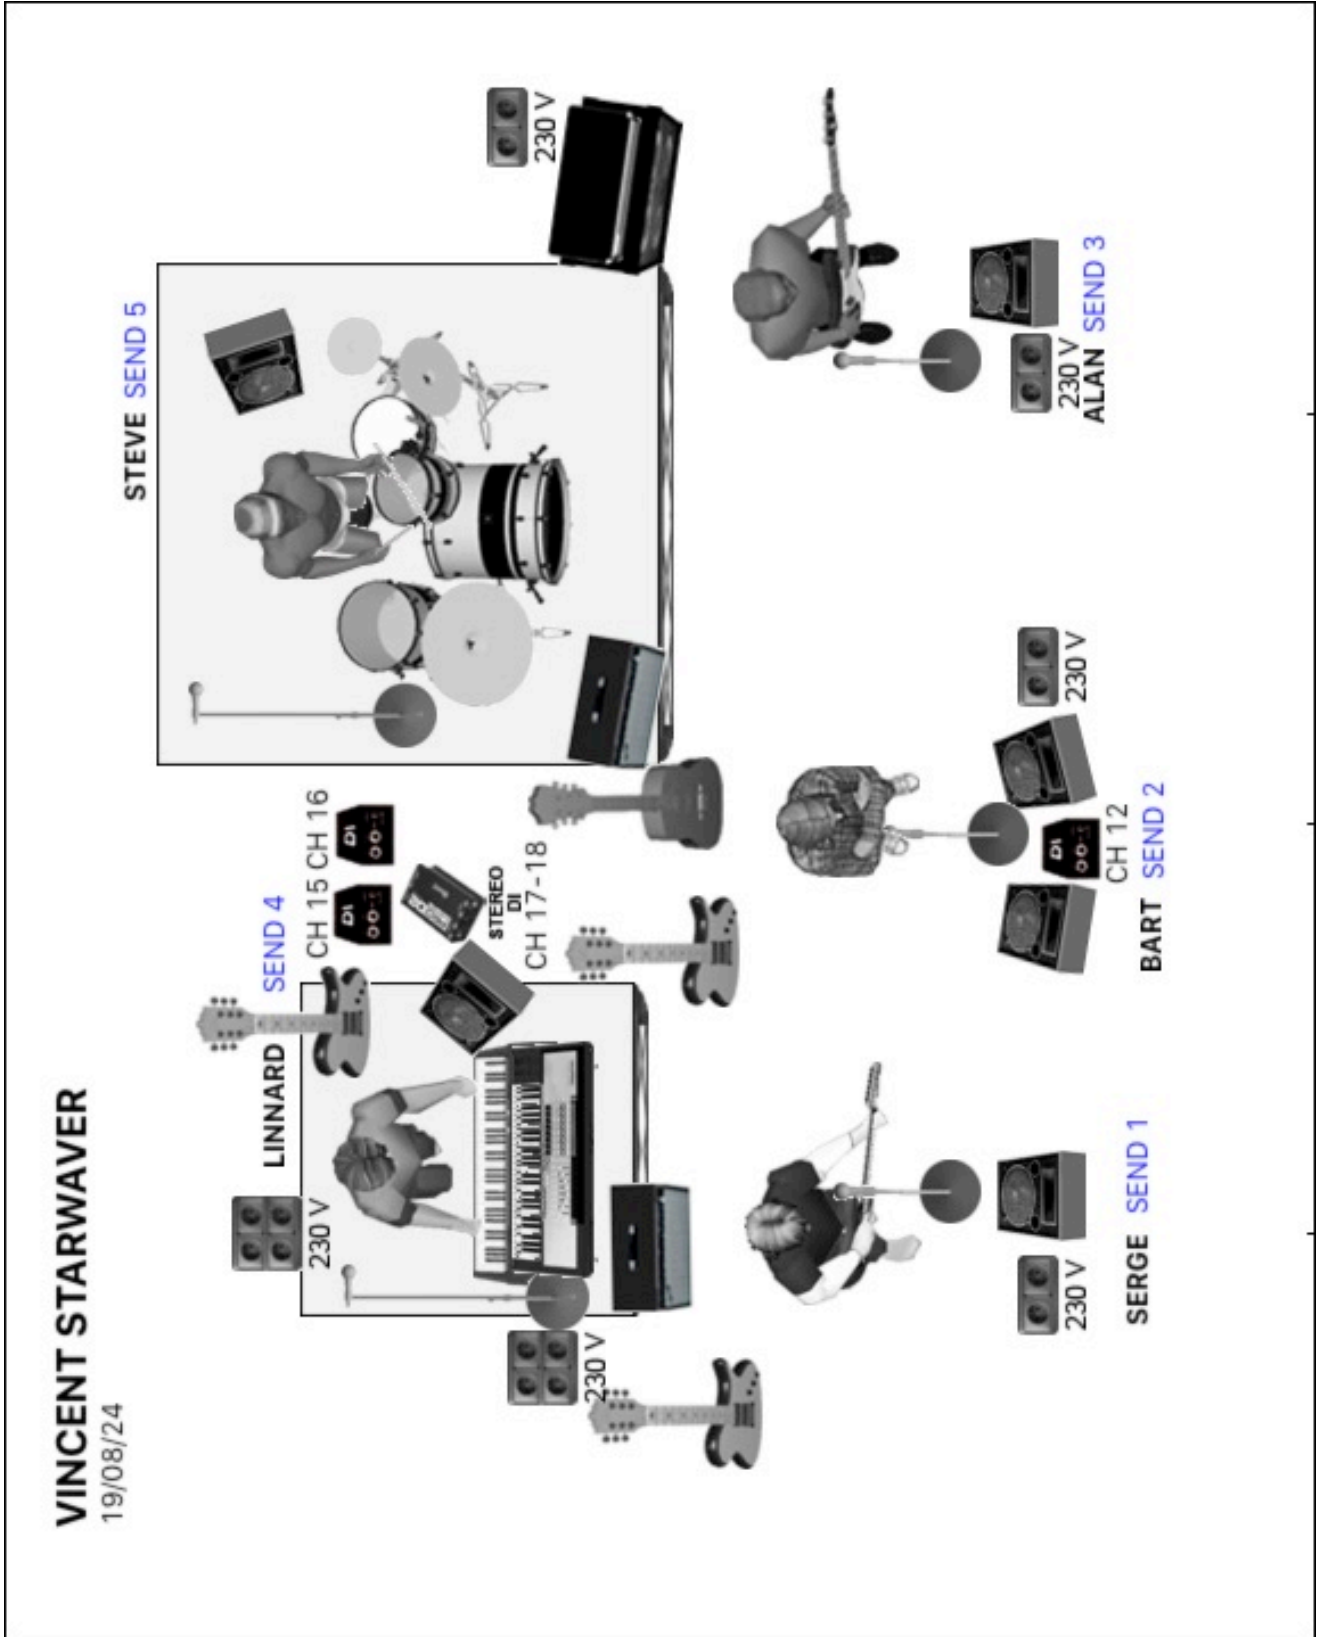 VINCENT STARWAVER
19/08/24
STEVE SEND 5
230 V
LINNARD SEND 4
CH 15 CH 16
DI
DI
STEREO
DI
CH 17-18
230 V
230 V
SERGE SEND 1
230 V
BART SEND 2
DI
CH 12
230 V
ALAN SEND 3
230 V